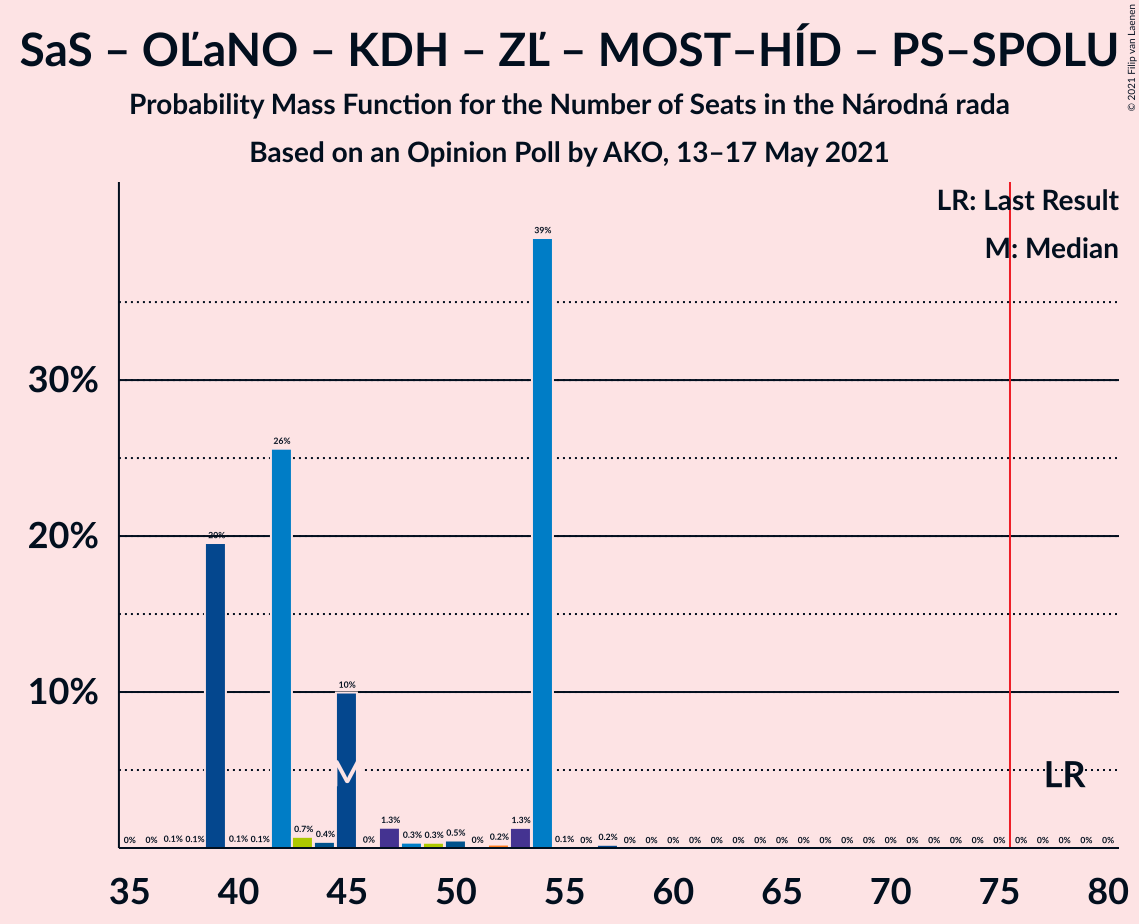 SaS – OĽaNO – KDH – ZĽ – MOST–HÍD – PS–SPOLU
© 2021 Filip van Laenen
Probability Mass Function for the Number of Seats in the Národná rada
Based on an Opinion Poll by AKO, 13–17 May 2021
LR: Last Result
M: Median
39%
30%
26%
20%
20%
10%
10%
M
LR
0% 0% 0.1% 0.1% 0.1% 0.1% 0.7% 0.4% 0% 1.3% 0.3% 0.3% 0.5% 0% 0.2% 1.3% 0.1% 0% 0.2% 0% 0% 0% 0% 0% 0% 0% 0% 0% 0% 0% 0% 0% 0% 0% 0% 0% 0% 0% 0% 0% 0% 0%
35 40 45 50 55 60 65 70 75 80